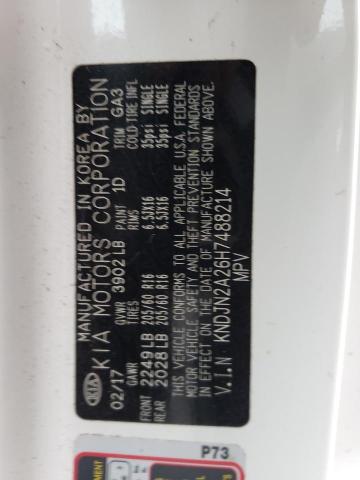 KIA
MANUFACTURED IN KOREA BY
KIA MOTORS CORPORATION
02/17 GVWR 3902 LB PAINT 1D TRIM GA3
GAWR TIRES RIMS COLD TIRE INFL
FRONT 2249 LB 205/60 R16 6.5JX16 35psi SINGLE
REAR 2028 LB 205/60 R16 6.5JX16 35psi SINGLE
THIS VEHICLE CONFORMS TO ALL APPLICABLE U.S.A. FEDERAL
MOTOR VEHICLE SAFETY AND THEFT PREVENTION STANDARDS
IN EFFECT ON THE DATE OF MANUFACTURE SHOWN ABOVE.
V.I.N KNDJN2A26H7488214
MPV
P73